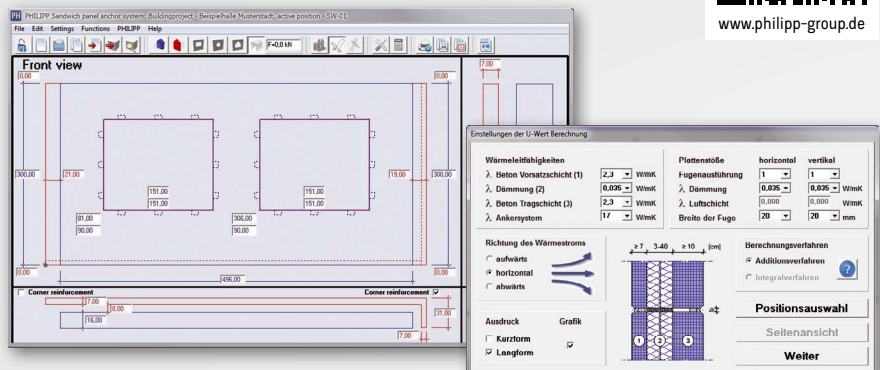 www.philipp-group.de
PHILIPP Sandwich panel anchor system: Buildingproject - Beispielhalle Musterstadt, active position - SW-01
File Edit Settings Functions PHILIPP Help
F=0,0 kN
Front view
0,00
0,00
7,00
300,00
21,00
19,00
300,00
151,00
151,00
151,00
151,00
81,00
90,00
306,00
90,00
0,00
0,00
496,00
Corner reinforcement
Corner reinforcement
7,00
8,00
16,00
31,00
7,00
Einstellungen der U-Wert Berechnung
Wärmeleitfähigkeiten
λ Beton Vorsatzschicht (1) 2,3 W/mK
λ Dämmung (2) 0,035 W/mK
λ Beton Tragschicht (3) 2,3 W/mK
λ Ankersystem 17 W/mK
Plattenstöße horizontal vertikal
Fugenausführung 1 1
λ Dämmung 0,035 0,035 W/mK
λ Luftschicht 0,000 0,000 W/mK
Breite der Fuge 20 20 mm
Richtung des Wärmestroms
aufwärts
horizontal
abwärts
≥ 7 3-40 ≥ 10 [cm]
1 2 3
Berechnungsverfahren
Additionsverfahren
Integralverfahren
?
Ausdruck Grafik
Kurzform
Langform
Positionsauswahl
Seitenansicht
Weiter